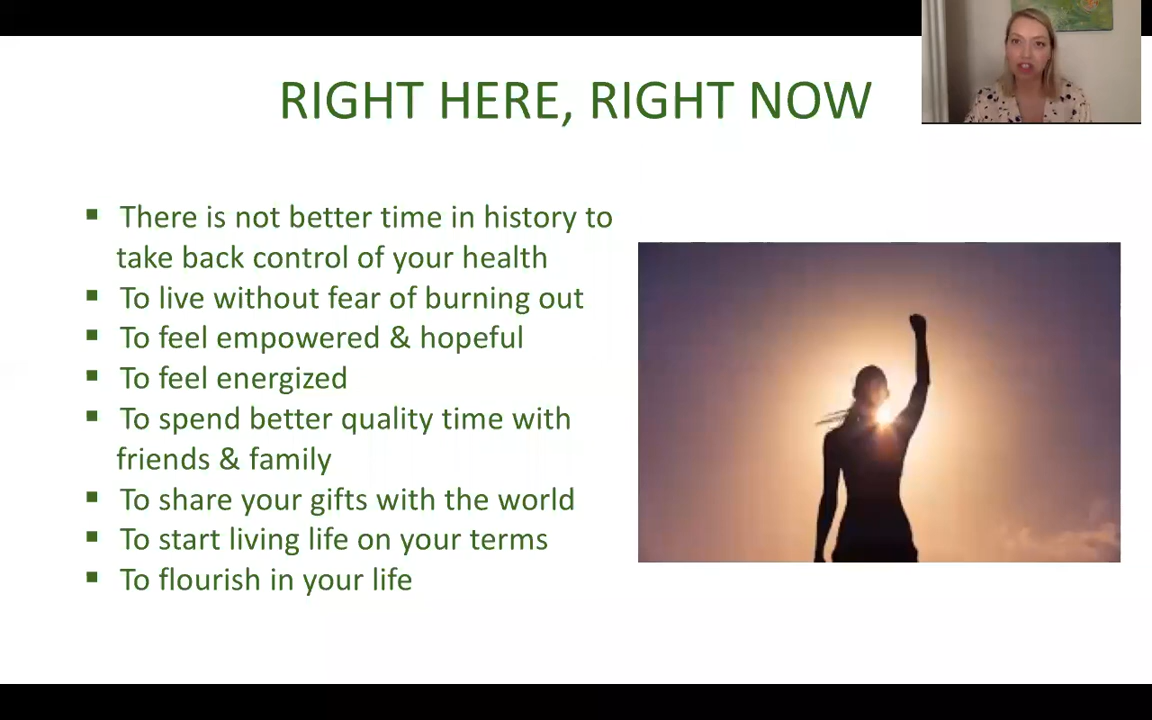 RIGHT HERE, RIGHT NOW
▪ There is not better time in history to
take back control of your health
▪ To live without fear of burning out
▪ To feel empowered & hopeful
▪ To feel energized
▪ To spend better quality time with
friends & family
▪ To share your gifts with the world
▪ To start living life on your terms
▪ To flourish in your life